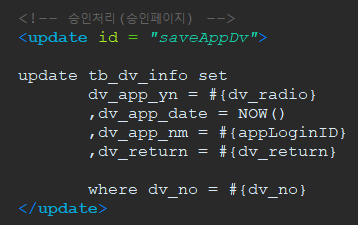 <!-- 승인처리(승인페이지) -->
<update id = "saveAppDv">
update tb_dv_info set
dv_app_yn = #{dv_radio}
,dv_app_date = NOW()
,dv_app_nm = #{appLoginID}
,dv_return = #{dv_return}
where dv_no = #{dv_no}
</update>